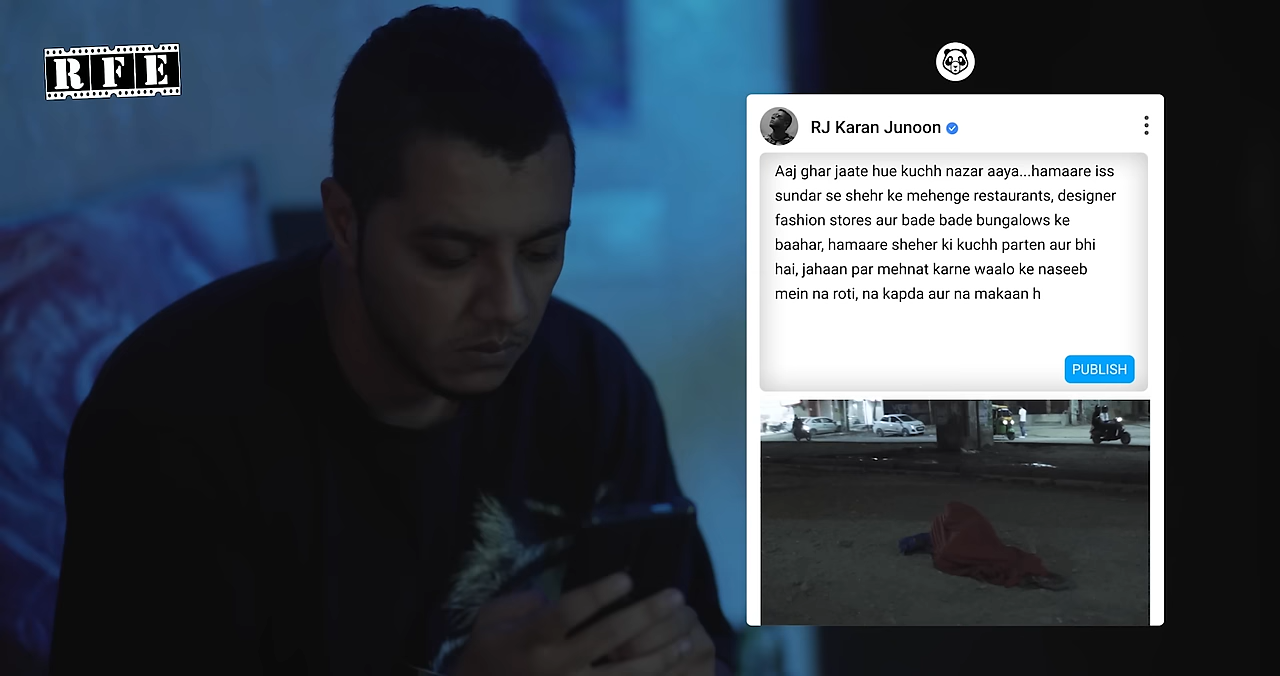 RFE
RJ Karan Junoon
Aaj ghar jaate hue kuchh nazar aaya...hamaare iss
sundar se shehr ke mehenge restaurants, designer
fashion stores aur bade bade bungalows ke
baahar, hamaare sheher ki kuchh parten aur bhi
hai, jahaan par mehnat karne waalo ke naseeb
mein na roti, na kapda aur na makaan h
PUBLISH